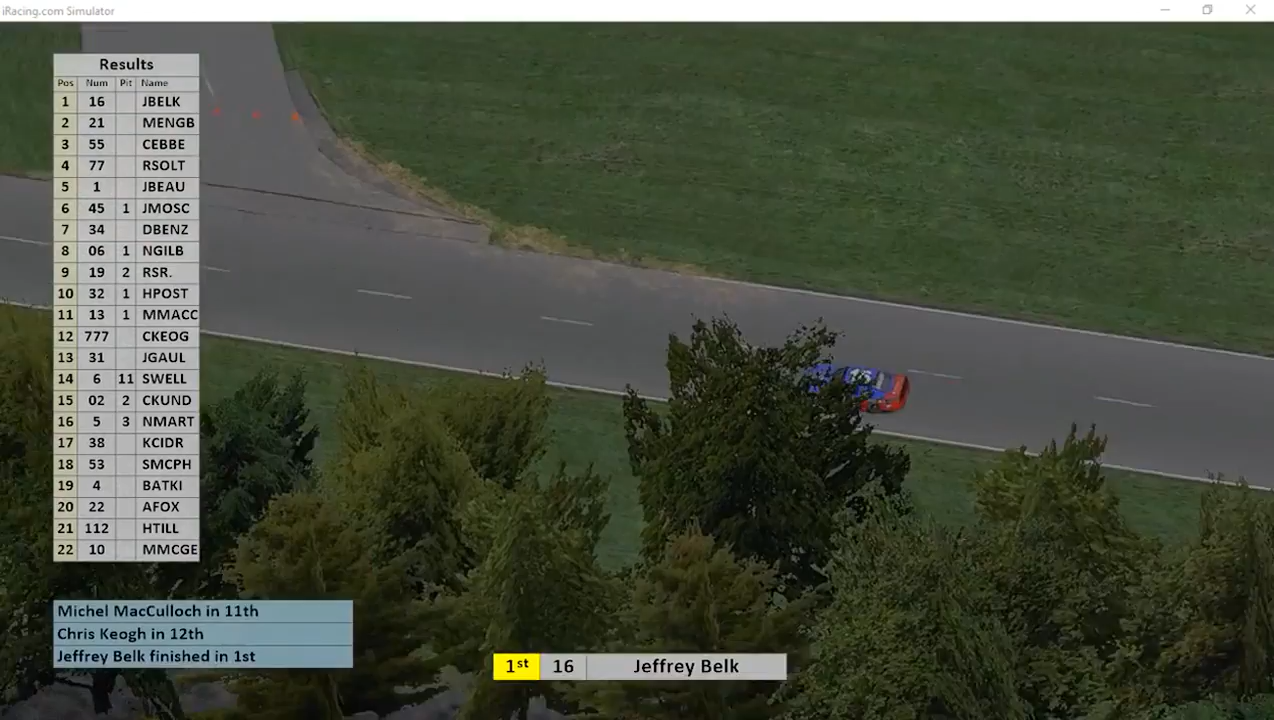 iRacing.com Simulator
Results
Pos Num Pit Name
1 16 JBELK
2 21 MENGB
3 55 CEBBE
4 77 RSOLT
5 1 JBEAU
6 45 1 JMOSC
7 34 DBENZ
8 06 1 NGILB
9 19 2 RSR.
10 32 1 HPOST
11 13 1 MMACC
12 777 CKEOG
13 31 JGAUL
14 6 11 SWELL
15 02 2 CKUND
16 5 3 NMART
17 38 KCIDR
18 53 SMCPH
19 4 BATKI
20 22 AFOX
21 112 HTILL
22 10 MMCGE
Michel MacCulloch in 11th
Chris Keogh in 12th
Jeffrey Belk finished in 1st
1st 16 Jeffrey Belk